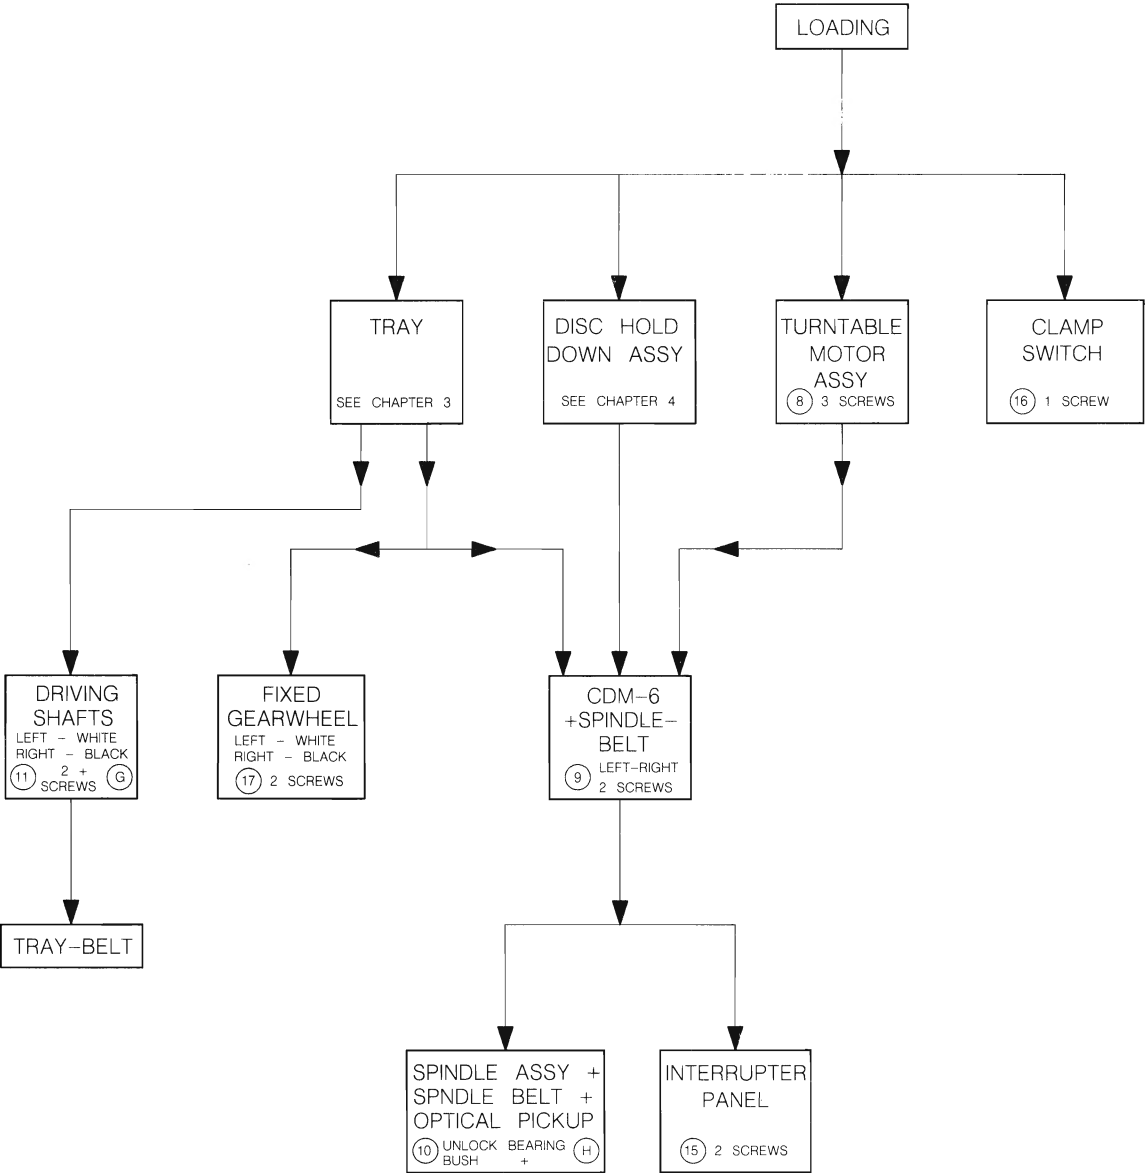 LOADING
TRAY
SEE CHAPTER 3
DISC HOLD
DOWN ASSY
SEE CHAPTER 4
TURNTABLE
MOTOR
ASSY
8 3 SCREWS
CLAMP
SWITCH
16 1 SCREW
DRIVING
SHAFTS
LEFT - WHITE
RIGHT - BLACK
11 2 + G
SCREWS
FIXED
GEARWHEEL
LEFT - WHITE
RIGHT - BLACK
17 2 SCREWS
CDM-6
+SPINDLE-
BELT
9 LEFT-RIGHT
2 SCREWS
TRAY-BELT
SPINDLE ASSY +
SPNDLE BELT +
OPTICAL PICKUP
10 UNLOCK BEARING H
BUSH +
INTERRUPTER
PANEL
15 2 SCREWS